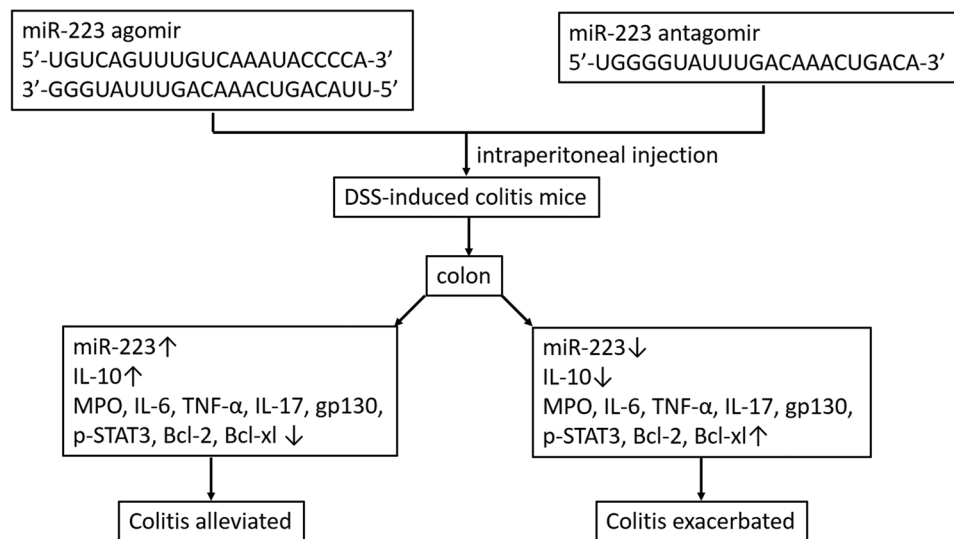 miR-223 agomir
5’-UGUCAGUUUGUCAAAUACCCCA-3’
3’-GGGUAUUUGACAAACUGACAUU-5’
miR-223 antagomir
5’-UGGGGUAUUUGACAAACUGACA-3’
intraperitoneal injection
DSS-induced colitis mice
colon
miR-223↑
IL-10↑
MPO, IL-6, TNF-α, IL-17, gp130,
p-STAT3, Bcl-2, Bcl-xl ↓
miR-223↓
IL-10↓
MPO, IL-6, TNF-α, IL-17, gp130,
p-STAT3, Bcl-2, Bcl-xl↑
Colitis alleviated
Colitis exacerbated